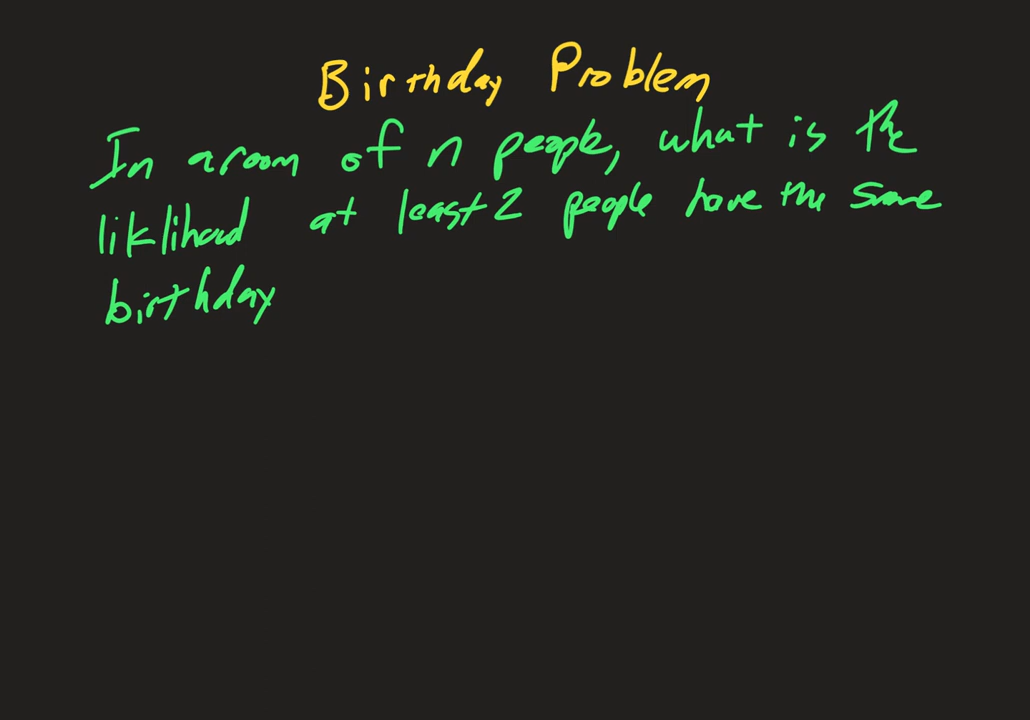 Birthday Problem
In a room of n people, what is the
liklihood at least 2 people have the same
birthday